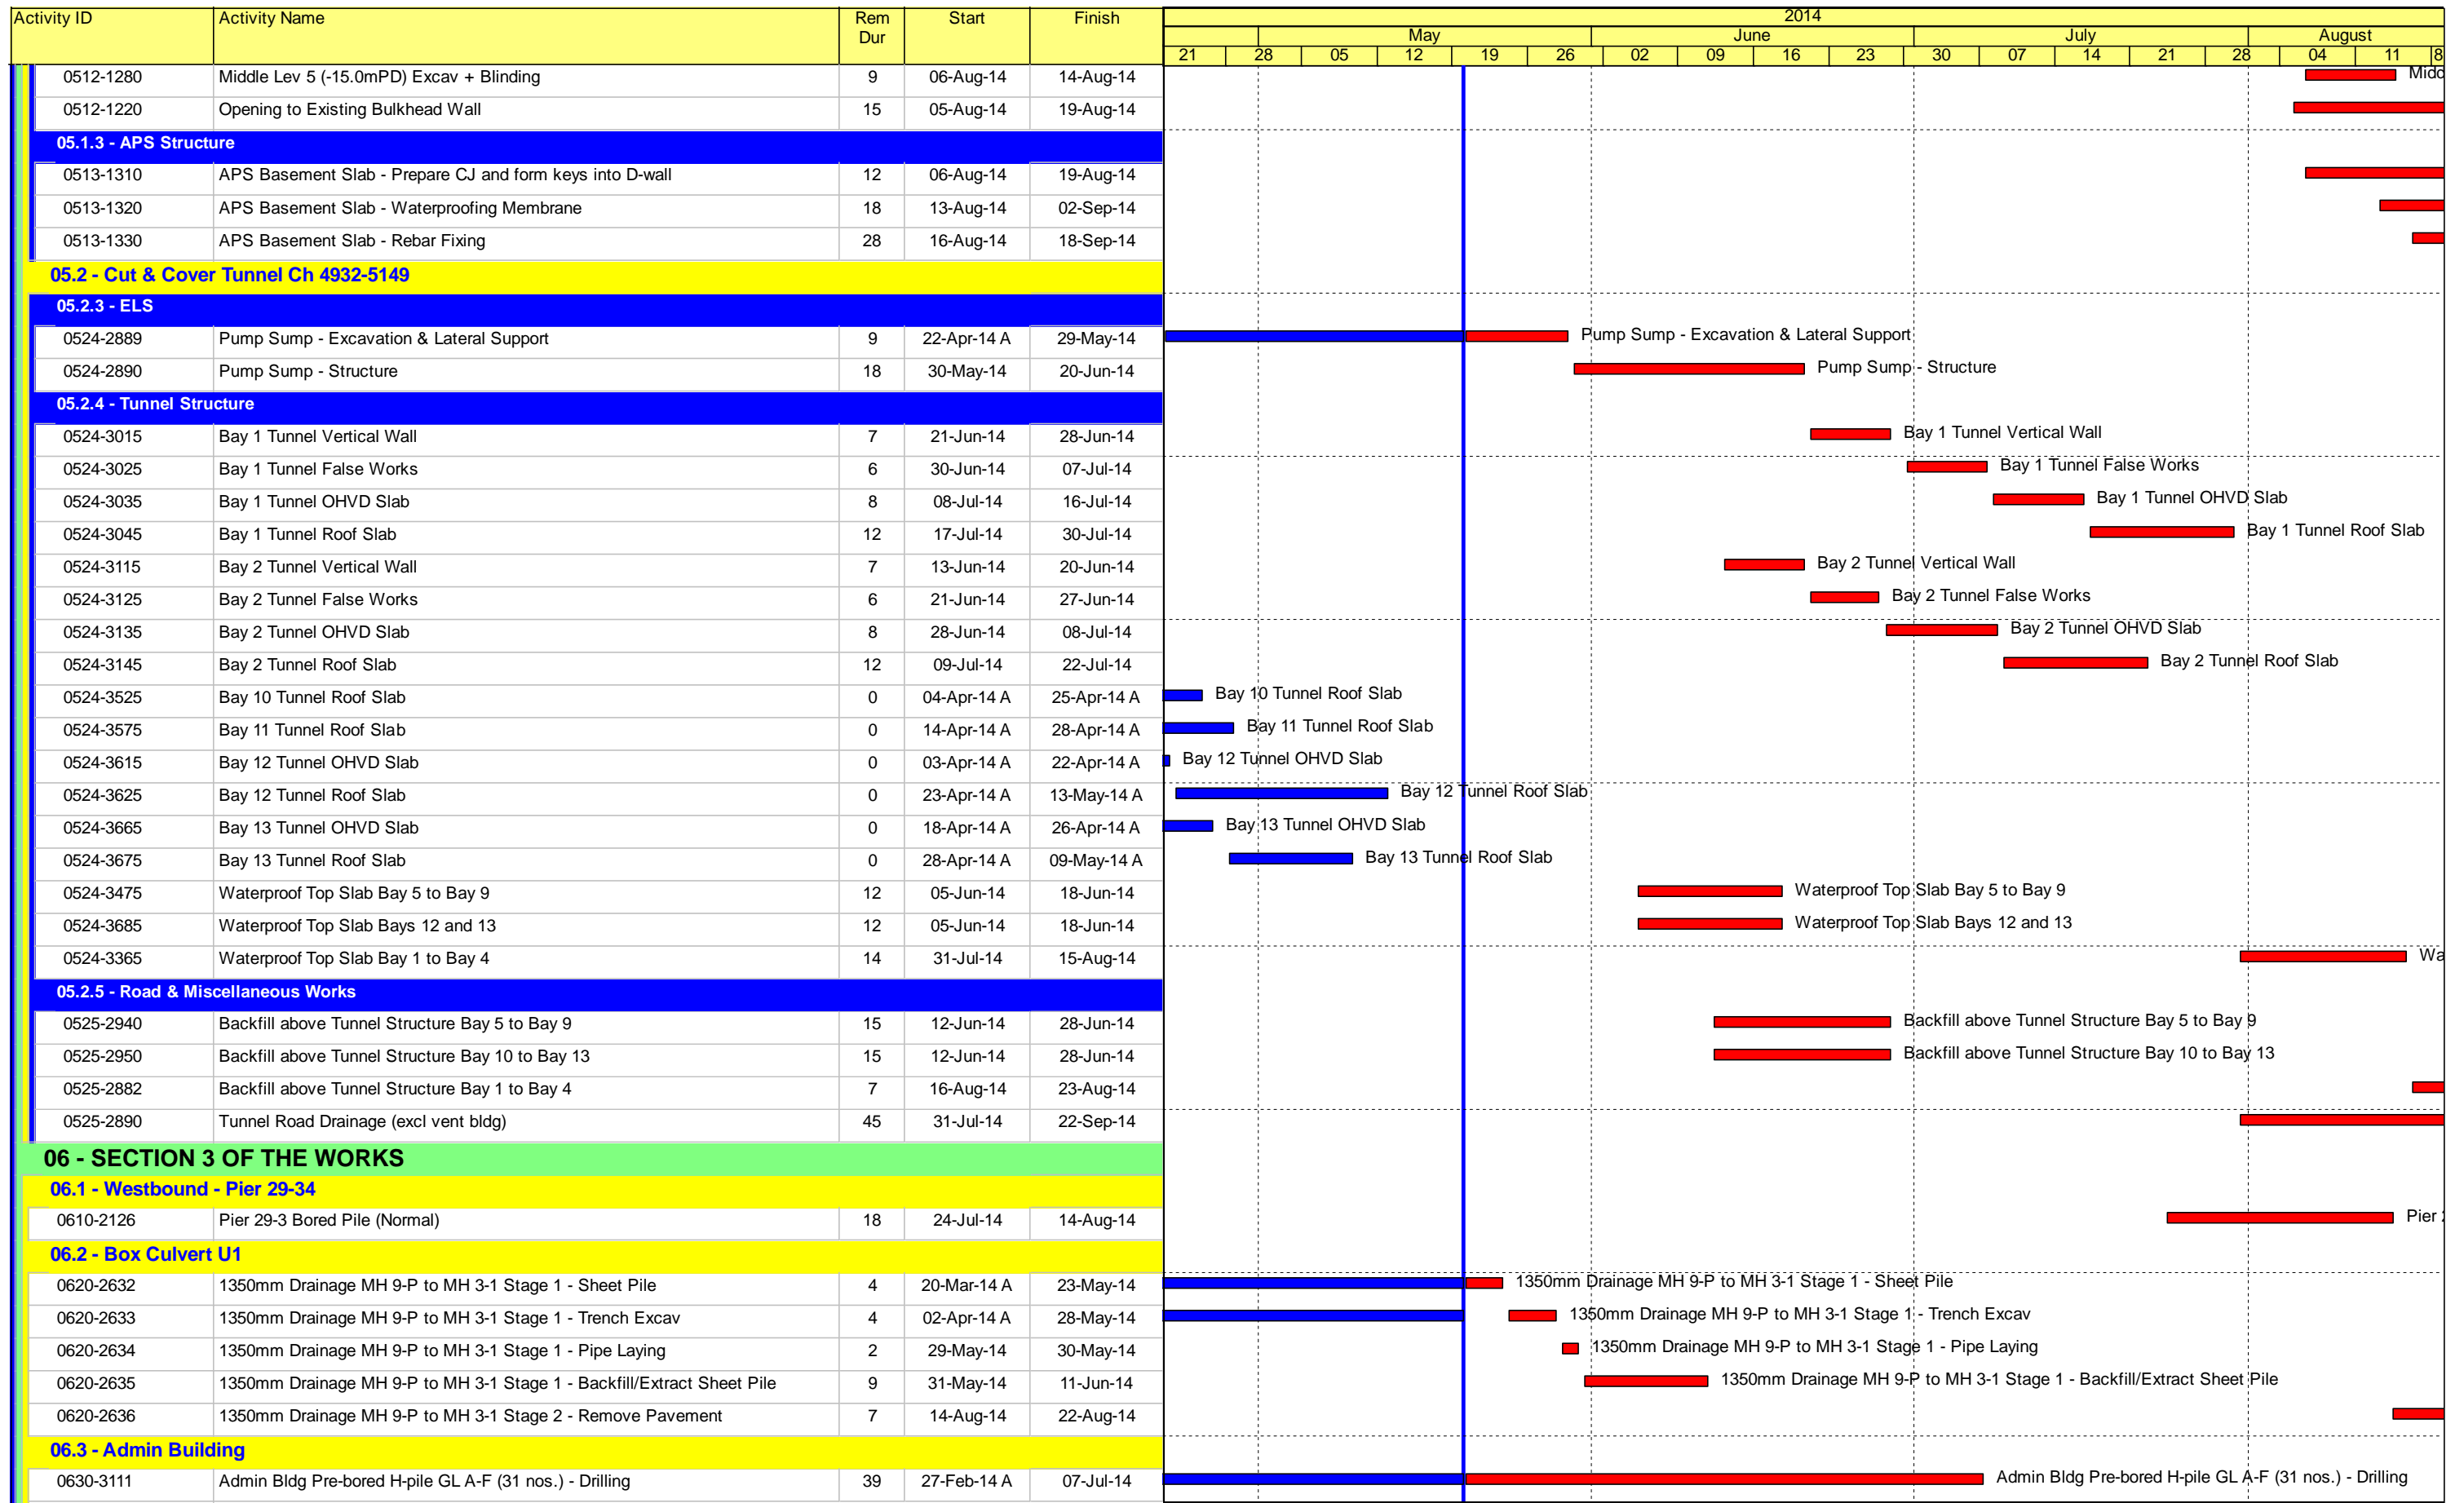 Activity ID Activity Name Rem Dur Start Finish 2014
May June July August
21 28 05 12 19 26 02 09 16 23 30 07 14 21 28 04 11 8
0512-1280 Middle Lev 5 (-15.0mPD) Excav + Blinding 9 06-Aug-14 14-Aug-14 Midd
0512-1220 Opening to Existing Bulkhead Wall 15 05-Aug-14 19-Aug-14
05.1.3 - APS Structure
0513-1310 APS Basement Slab - Prepare CJ and form keys into D-wall 12 06-Aug-14 19-Aug-14
0513-1320 APS Basement Slab - Waterproofing Membrane 18 13-Aug-14 02-Sep-14
0513-1330 APS Basement Slab - Rebar Fixing 28 16-Aug-14 18-Sep-14
05.2 - Cut & Cover Tunnel Ch 4932-5149
05.2.3 - ELS
0524-2889 Pump Sump - Excavation & Lateral Support 9 22-Apr-14 A 29-May-14 Pump Sump - Excavation & Lateral Support
0524-2890 Pump Sump - Structure 18 30-May-14 20-Jun-14 Pump Sump - Structure
05.2.4 - Tunnel Structure
0524-3015 Bay 1 Tunnel Vertical Wall 7 21-Jun-14 28-Jun-14 Bay 1 Tunnel Vertical Wall
0524-3025 Bay 1 Tunnel False Works 6 30-Jun-14 07-Jul-14 Bay 1 Tunnel False Works
0524-3035 Bay 1 Tunnel OHVD Slab 8 08-Jul-14 16-Jul-14 Bay 1 Tunnel OHVD Slab
0524-3045 Bay 1 Tunnel Roof Slab 12 17-Jul-14 30-Jul-14 Bay 1 Tunnel Roof Slab
0524-3115 Bay 2 Tunnel Vertical Wall 7 13-Jun-14 20-Jun-14 Bay 2 Tunnel Vertical Wall
0524-3125 Bay 2 Tunnel False Works 6 21-Jun-14 27-Jun-14 Bay 2 Tunnel False Works
0524-3135 Bay 2 Tunnel OHVD Slab 8 28-Jun-14 08-Jul-14 Bay 2 Tunnel OHVD Slab
0524-3145 Bay 2 Tunnel Roof Slab 12 09-Jul-14 22-Jul-14 Bay 2 Tunnel Roof Slab
0524-3525 Bay 10 Tunnel Roof Slab 0 04-Apr-14 A 25-Apr-14 A Bay 10 Tunnel Roof Slab
0524-3575 Bay 11 Tunnel Roof Slab 0 14-Apr-14 A 28-Apr-14 A Bay 11 Tunnel Roof Slab
0524-3615 Bay 12 Tunnel OHVD Slab 0 03-Apr-14 A 22-Apr-14 A Bay 12 Tunnel OHVD Slab
0524-3625 Bay 12 Tunnel Roof Slab 0 23-Apr-14 A 13-May-14 A Bay 12 Tunnel Roof Slab
0524-3665 Bay 13 Tunnel OHVD Slab 0 18-Apr-14 A 26-Apr-14 A Bay 13 Tunnel OHVD Slab
0524-3675 Bay 13 Tunnel Roof Slab 0 28-Apr-14 A 09-May-14 A Bay 13 Tunnel Roof Slab
0524-3475 Waterproof Top Slab Bay 5 to Bay 9 12 05-Jun-14 18-Jun-14 Waterproof Top Slab Bay 5 to Bay 9
0524-3685 Waterproof Top Slab Bays 12 and 13 12 05-Jun-14 18-Jun-14 Waterproof Top Slab Bays 12 and 13
0524-3365 Waterproof Top Slab Bay 1 to Bay 4 14 31-Jul-14 15-Aug-14 Wa
05.2.5 - Road & Miscellaneous Works
0525-2940 Backfill above Tunnel Structure Bay 5 to Bay 9 15 12-Jun-14 28-Jun-14 Backfill above Tunnel Structure Bay 5 to Bay 9
0525-2950 Backfill above Tunnel Structure Bay 10 to Bay 13 15 12-Jun-14 28-Jun-14 Backfill above Tunnel Structure Bay 10 to Bay 13
0525-2882 Backfill above Tunnel Structure Bay 1 to Bay 4 7 16-Aug-14 23-Aug-14
0525-2890 Tunnel Road Drainage (excl vent bldg) 45 31-Jul-14 22-Sep-14
06 - SECTION 3 OF THE WORKS
06.1 - Westbound - Pier 29-34
0610-2126 Pier 29-3 Bored Pile (Normal) 18 24-Jul-14 14-Aug-14 Pier
06.2 - Box Culvert U1
0620-2632 1350mm Drainage MH 9-P to MH 3-1 Stage 1 - Sheet Pile 4 20-Mar-14 A 23-May-14 1350mm Drainage MH 9-P to MH 3-1 Stage 1 - Sheet Pile
0620-2633 1350mm Drainage MH 9-P to MH 3-1 Stage 1 - Trench Excav 4 02-Apr-14 A 28-May-14 1350mm Drainage MH 9-P to MH 3-1 Stage 1 - Trench Excav
0620-2634 1350mm Drainage MH 9-P to MH 3-1 Stage 1 - Pipe Laying 2 29-May-14 30-May-14 1350mm Drainage MH 9-P to MH 3-1 Stage 1 - Pipe Laying
0620-2635 1350mm Drainage MH 9-P to MH 3-1 Stage 1 - Backfill/Extract Sheet Pile 9 31-May-14 11-Jun-14 1350mm Drainage MH 9-P to MH 3-1 Stage 1 - Backfill/Extract Sheet Pile
0620-2636 1350mm Drainage MH 9-P to MH 3-1 Stage 2 - Remove Pavement 7 14-Aug-14 22-Aug-14
06.3 - Admin Building
0630-3111 Admin Bldg Pre-bored H-pile GL A-F (31 nos.) - Drilling 39 27-Feb-14 A 07-Jul-14 Admin Bldg Pre-bored H-pile GL A-F (31 nos.) - Drilling